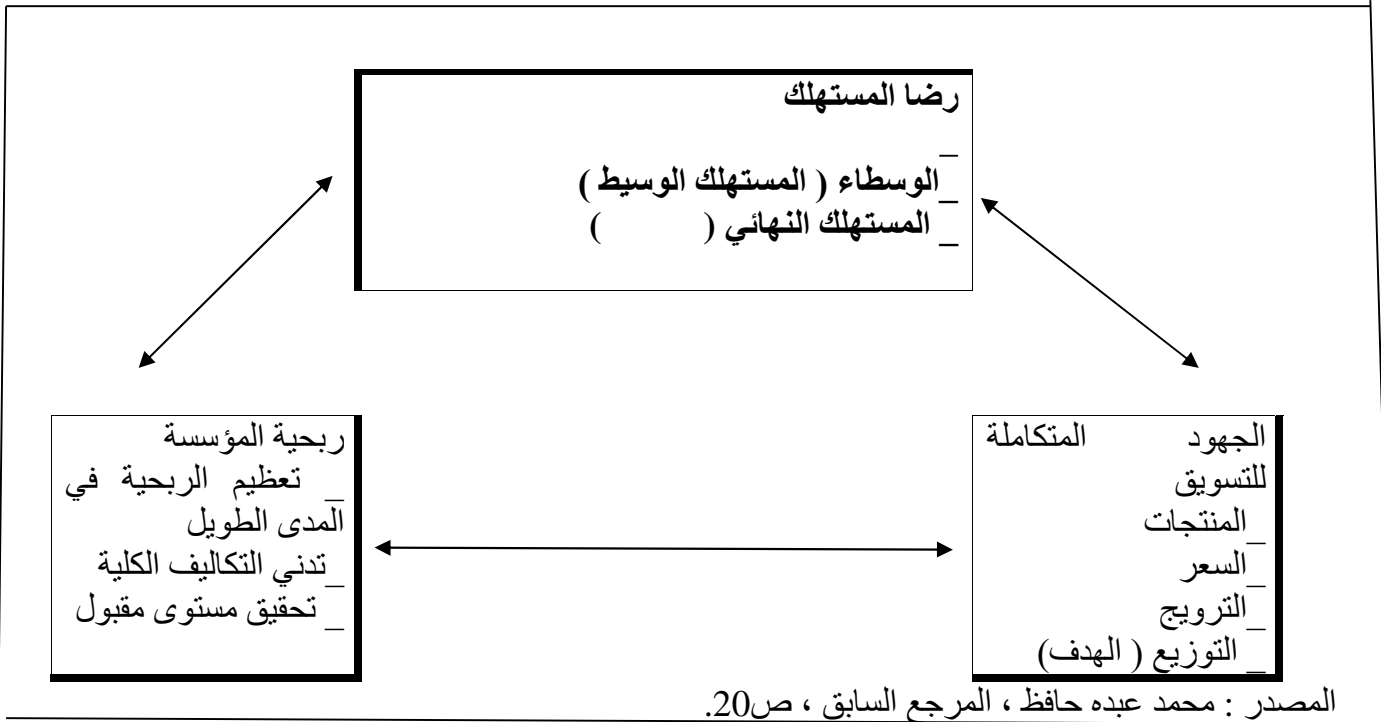 رضا المستهلك
_
_الوسطاء ( المستهلك الوسيط )
_ المستهلك النهائي (          )
الجهود المتكاملة
للتسويق
_المنتجات
_السعر
_الترويج
_ التوزيع ( الهدف)
ربحية المؤسسة
_ تعظيم الربحية في
المدى الطويل
_تدني التكاليف الكلية
_ تحقيق مستوى مقبول
المصدر : محمد عبده حافظ ، المرجع السابق ، ص20.